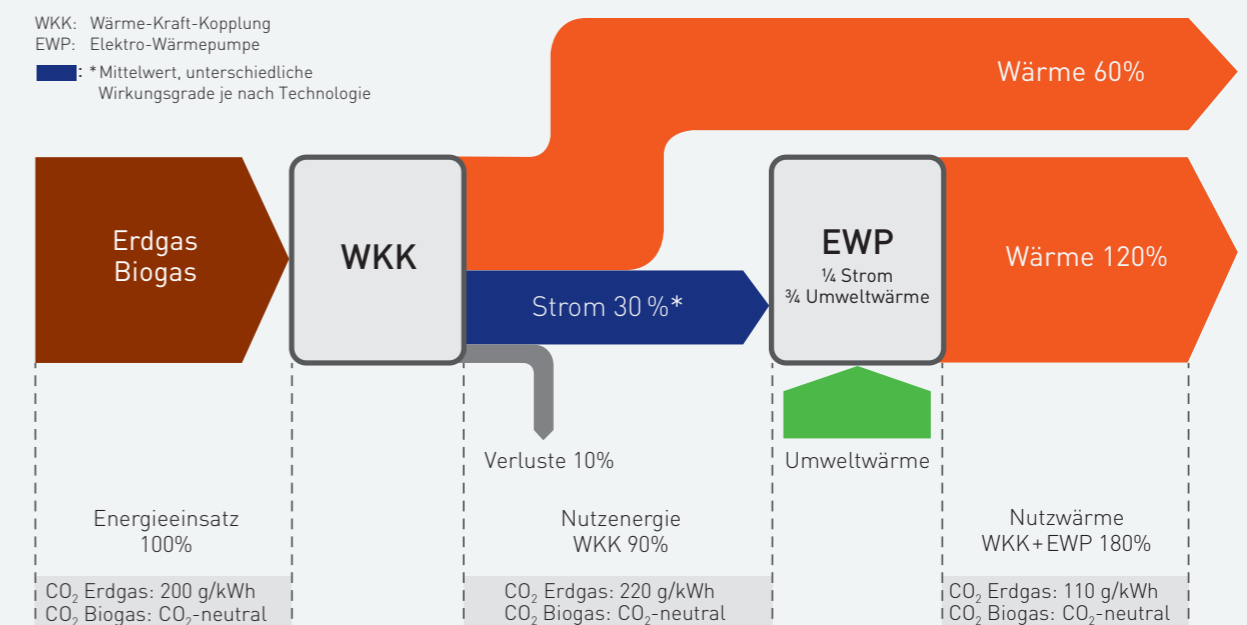 WKK: Wärme-Kraft-Kopplung
EWP: Elektro-Wärmepumpe
: * Mittelwert, unterschiedliche
Wirkungsgrade je nach Technologie
Wärme 60%
Erdgas
Biogas
WKK
Strom 30 %*
EWP
¼ Strom
¾ Umweltwärme
Wärme 120%
Verluste 10%
Umweltwärme
Energieeinsatz
100%
Nutzenergie
WKK 90%
Nutzwärme
WKK+EWP 180%
CO₂ Erdgas: 200 g/kWh
CO₂ Biogas: CO₂-neutral
CO₂ Erdgas: 220 g/kWh
CO₂ Biogas: CO₂-neutral
CO₂ Erdgas: 110 g/kWh
CO₂ Biogas: CO₂-neutral